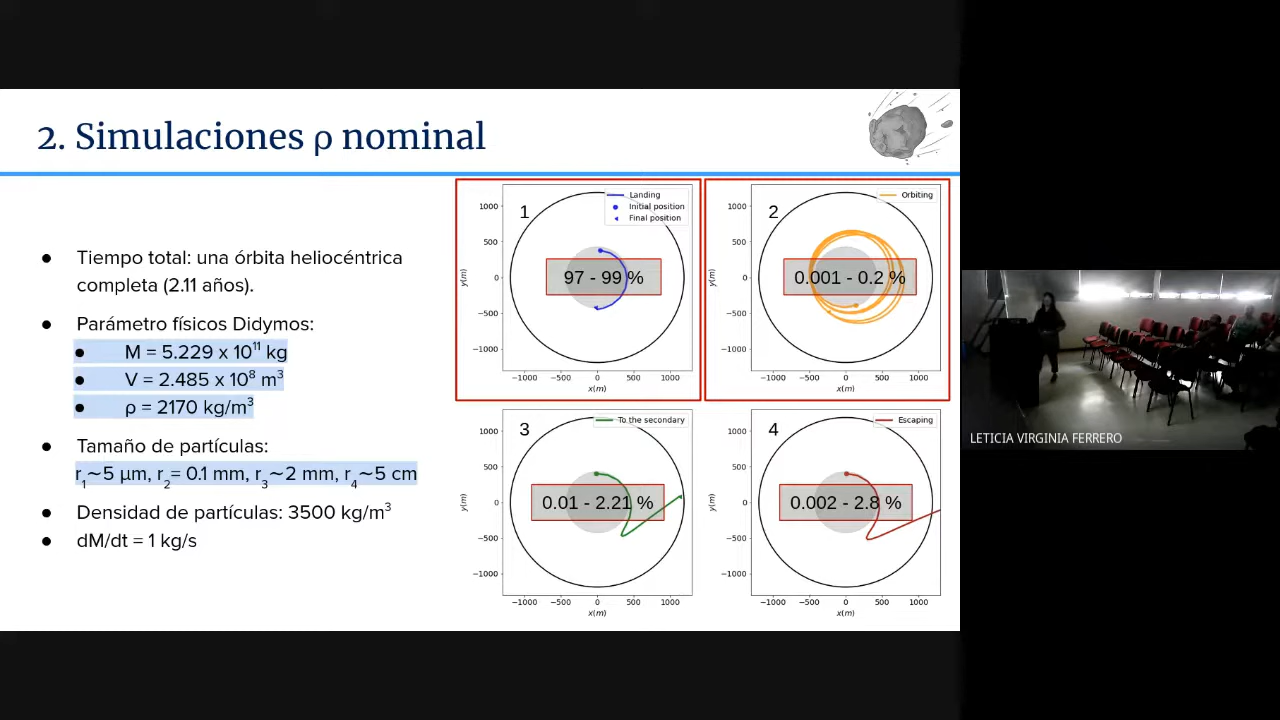 2. Simulaciones ρ nominal
● Tiempo total: una órbita heliocéntrica
completa (2.11 años).
● Parámetro físicos Didymos:
● M = 5.229 x 10¹¹ kg
● V = 2.485 x 10⁸ m³
● ρ = 2170 kg/m³
● Tamaño de partículas:
r₁∼5 μm, r₂= 0.1 mm, r₃∼2 mm, r₄∼5 cm
● Densidad de partículas: 3500 kg/m³
● dM/dt = 1 kg/s
1
Landing
Initial position
Final position
97 - 99 %
1000
500
0
−500
−1000
y(m)
−1000 −500 0 500 1000
x(m)
2
Orbiting
0.001 - 0.2 %
1000
500
0
−500
−1000
y(m)
−1000 −500 0 500 1000
x(m)
3
To the secondary
0.01 - 2.21 %
1000
500
0
−500
−1000
y(m)
−1000 −500 0 500 1000
x(m)
4
Escaping
0.002 - 2.8 %
1000
500
0
−500
−1000
y(m)
−1000 −500 0 500 1000
x(m)
LETICIA VIRGINIA FERRERO